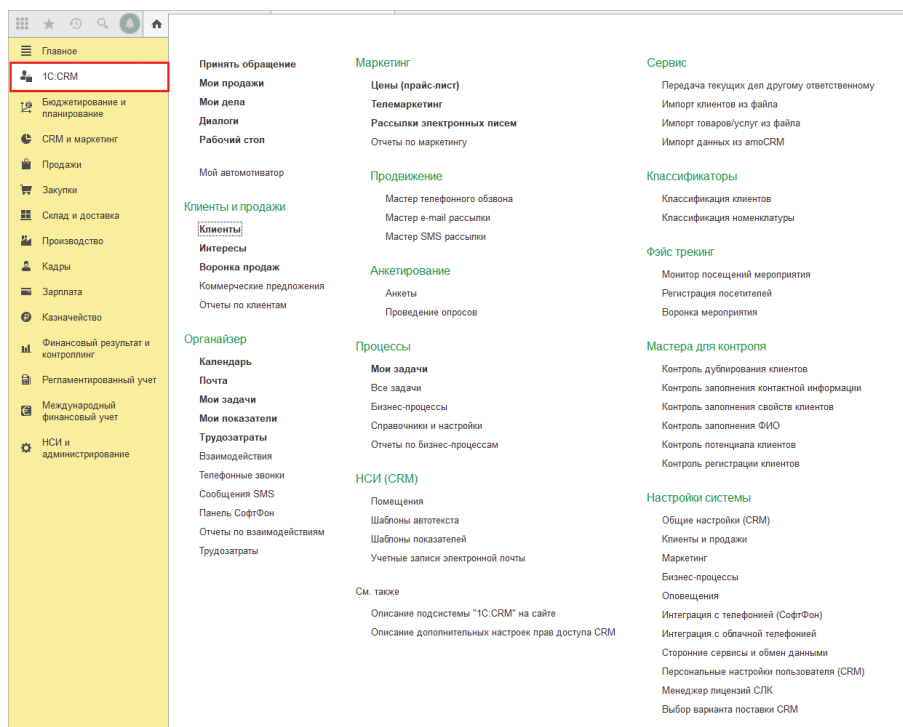 Главное
1С:CRM
Бюджетирование и
планирование
CRM и маркетинг
Продажи
Закупки
Склад и доставка
Производство
Кадры
Зарплата
Казначейство
Финансовый результат и
контроллинг
Регламентированный учет
Международный
финансовый учет
НСИ и
администрирование
Принять обращение
Мои продажи
Мои дела
Диалоги
Рабочий стол
Мой автомотиватор
Клиенты и продажи
Клиенты
Интересы
Воронка продаж
Коммерческие предложения
Отчеты по клиентам
Органайзер
Календарь
Почта
Мои задачи
Мои показатели
Трудозатраты
Взаимодействия
Телефонные звонки
Сообщения SMS
Панель СофтФон
Отчеты по взаимодействиям
Трудозатраты
Маркетинг
Цены (прайс-лист)
Телемаркетинг
Рассылки электронных писем
Отчеты по маркетингу
Продвижение
Мастер телефонного обзвона
Мастер e-mail рассылки
Мастер SMS рассылки
Анкетирование
Анкеты
Проведение опросов
Процессы
Мои задачи
Все задачи
Бизнес-процессы
Справочники и настройки
Отчеты по бизнес-процессам
НСИ (CRM)
Помещения
Шаблоны автотекста
Шаблоны показателей
Учетные записи электронной почты
См. также
Описание подсистемы "1С:CRM" на сайте
Описание дополнительных настроек прав доступа CRM
Сервис
Передача текущих дел другому ответственному
Импорт клиентов из файла
Импорт товаров/услуг из файла
Импорт данных из amoCRM
Классификаторы
Классификация клиентов
Классификация номенклатуры
Фэйс трекинг
Монитор посещений мероприятия
Регистрация посетителей
Воронка мероприятия
Мастера для контроля
Контроль дублирования клиентов
Контроль заполнения контактной информации
Контроль заполнения свойств клиентов
Контроль заполнения ФИО
Контроль потенциала клиентов
Контроль регистрации клиентов
Настройки системы
Общие настройки (CRM)
Клиенты и продажи
Маркетинг
Бизнес-процессы
Оповещения
Интеграция с телефонией (СофтФон)
Интеграция с облачной телефонией
Сторонние сервисы и обмен данными
Персональные настройки пользователя (CRM)
Менеджер лицензий СЛК
Выбор варианта поставки CRM